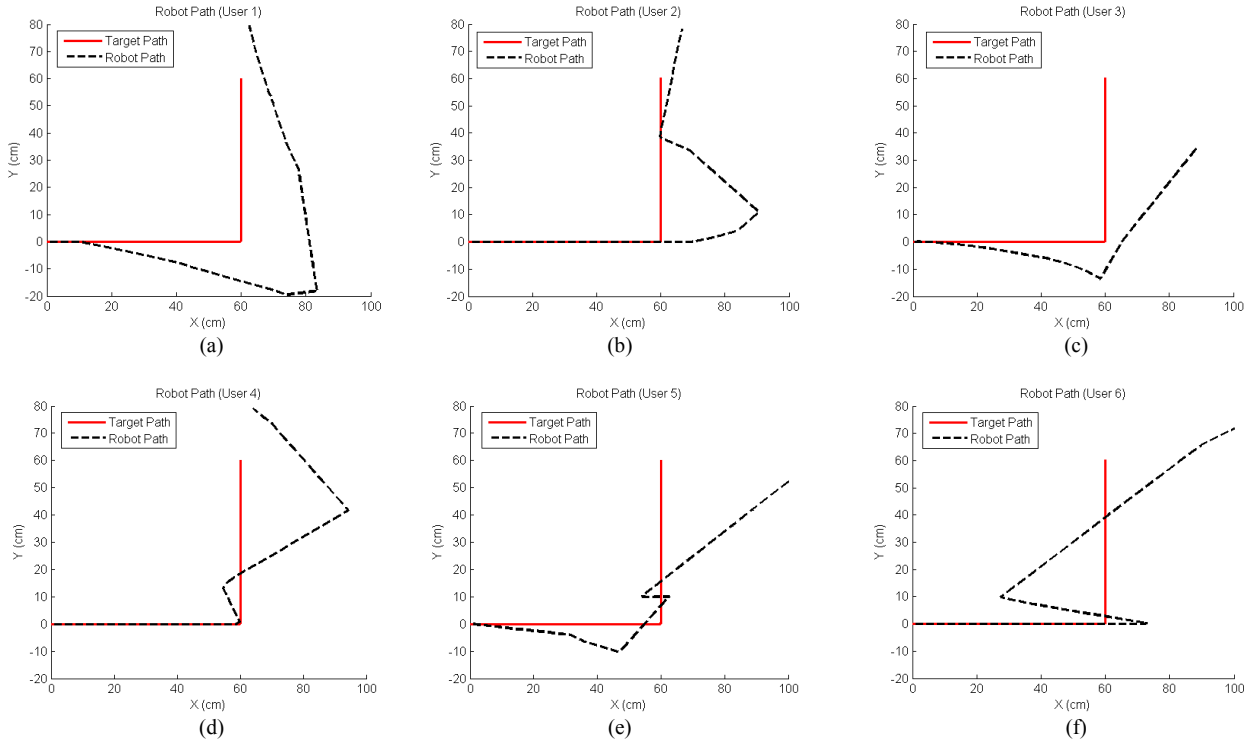 Robot Path (User 1)
Target Path
Robot Path
80
70
60
50
40
30
20
10
0
-10
-20
Y (cm)
0
20
40
60
80
100
X (cm)
(a)
Robot Path (User 2)
Target Path
Robot Path
80
70
60
50
40
30
20
10
0
-10
-20
Y (cm)
0
20
40
60
80
100
X (cm)
(b)
Robot Path (User 3)
Target Path
Robot Path
80
70
60
50
40
30
20
10
0
-10
-20
Y (cm)
0
20
40
60
80
100
X (cm)
(c)
Robot Path (User 4)
Target Path
Robot Path
80
70
60
50
40
30
20
10
0
-10
-20
Y (cm)
0
20
40
60
80
100
X (cm)
(d)
Robot Path (User 5)
Target Path
Robot Path
80
70
60
50
40
30
20
10
0
-10
-20
Y (cm)
0
20
40
60
80
100
X (cm)
(e)
Robot Path (User 6)
Target Path
Robot Path
80
70
60
50
40
30
20
10
0
-10
-20
Y (cm)
0
20
40
60
80
100
X (cm)
(f)